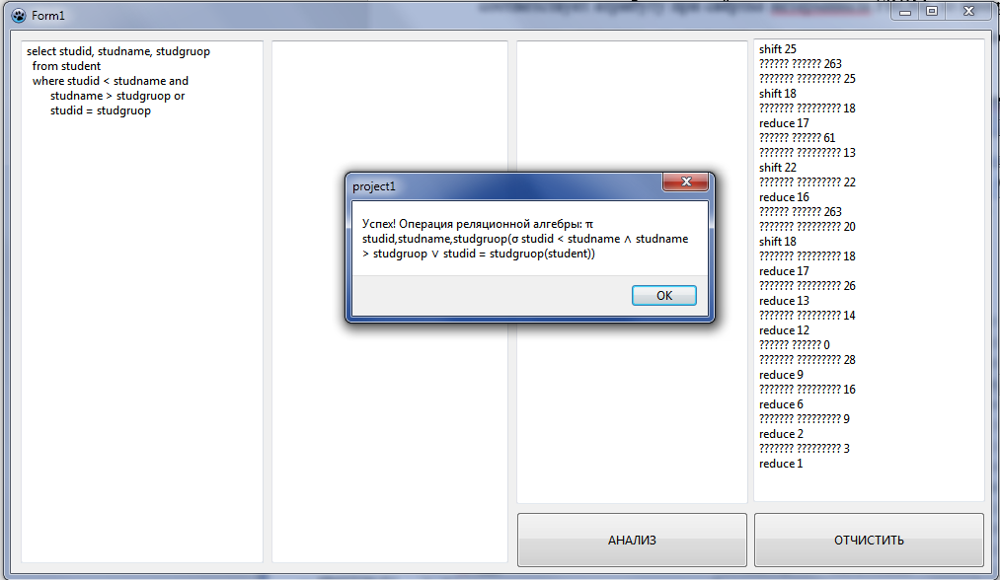 Form1
select studid, studname, studgruop
from student
where studid < studname and
studname > studgruop or
studid = studgruop
project1
Успех! Операция реляционной алгебры: π
studid,studname,studgruop(σ studid < studname ∧ studname
> studgruop ∨ studid = studgruop(student))
OK
shift 25
?????? ?????? 263
??????? ????????? 25
shift 18
??????? ????????? 18
reduce 17
?????? ?????? 61
??????? ????????? 13
shift 22
??????? ????????? 22
reduce 16
?????? ?????? 263
??????? ????????? 20
shift 18
??????? ????????? 18
reduce 17
??????? ????????? 26
reduce 13
??????? ????????? 14
reduce 12
?????? ?????? 0
??????? ????????? 28
reduce 9
??????? ????????? 16
reduce 6
??????? ????????? 9
reduce 2
??????? ????????? 3
reduce 1
АНАЛИЗ
ОТЧИСТИТЬ